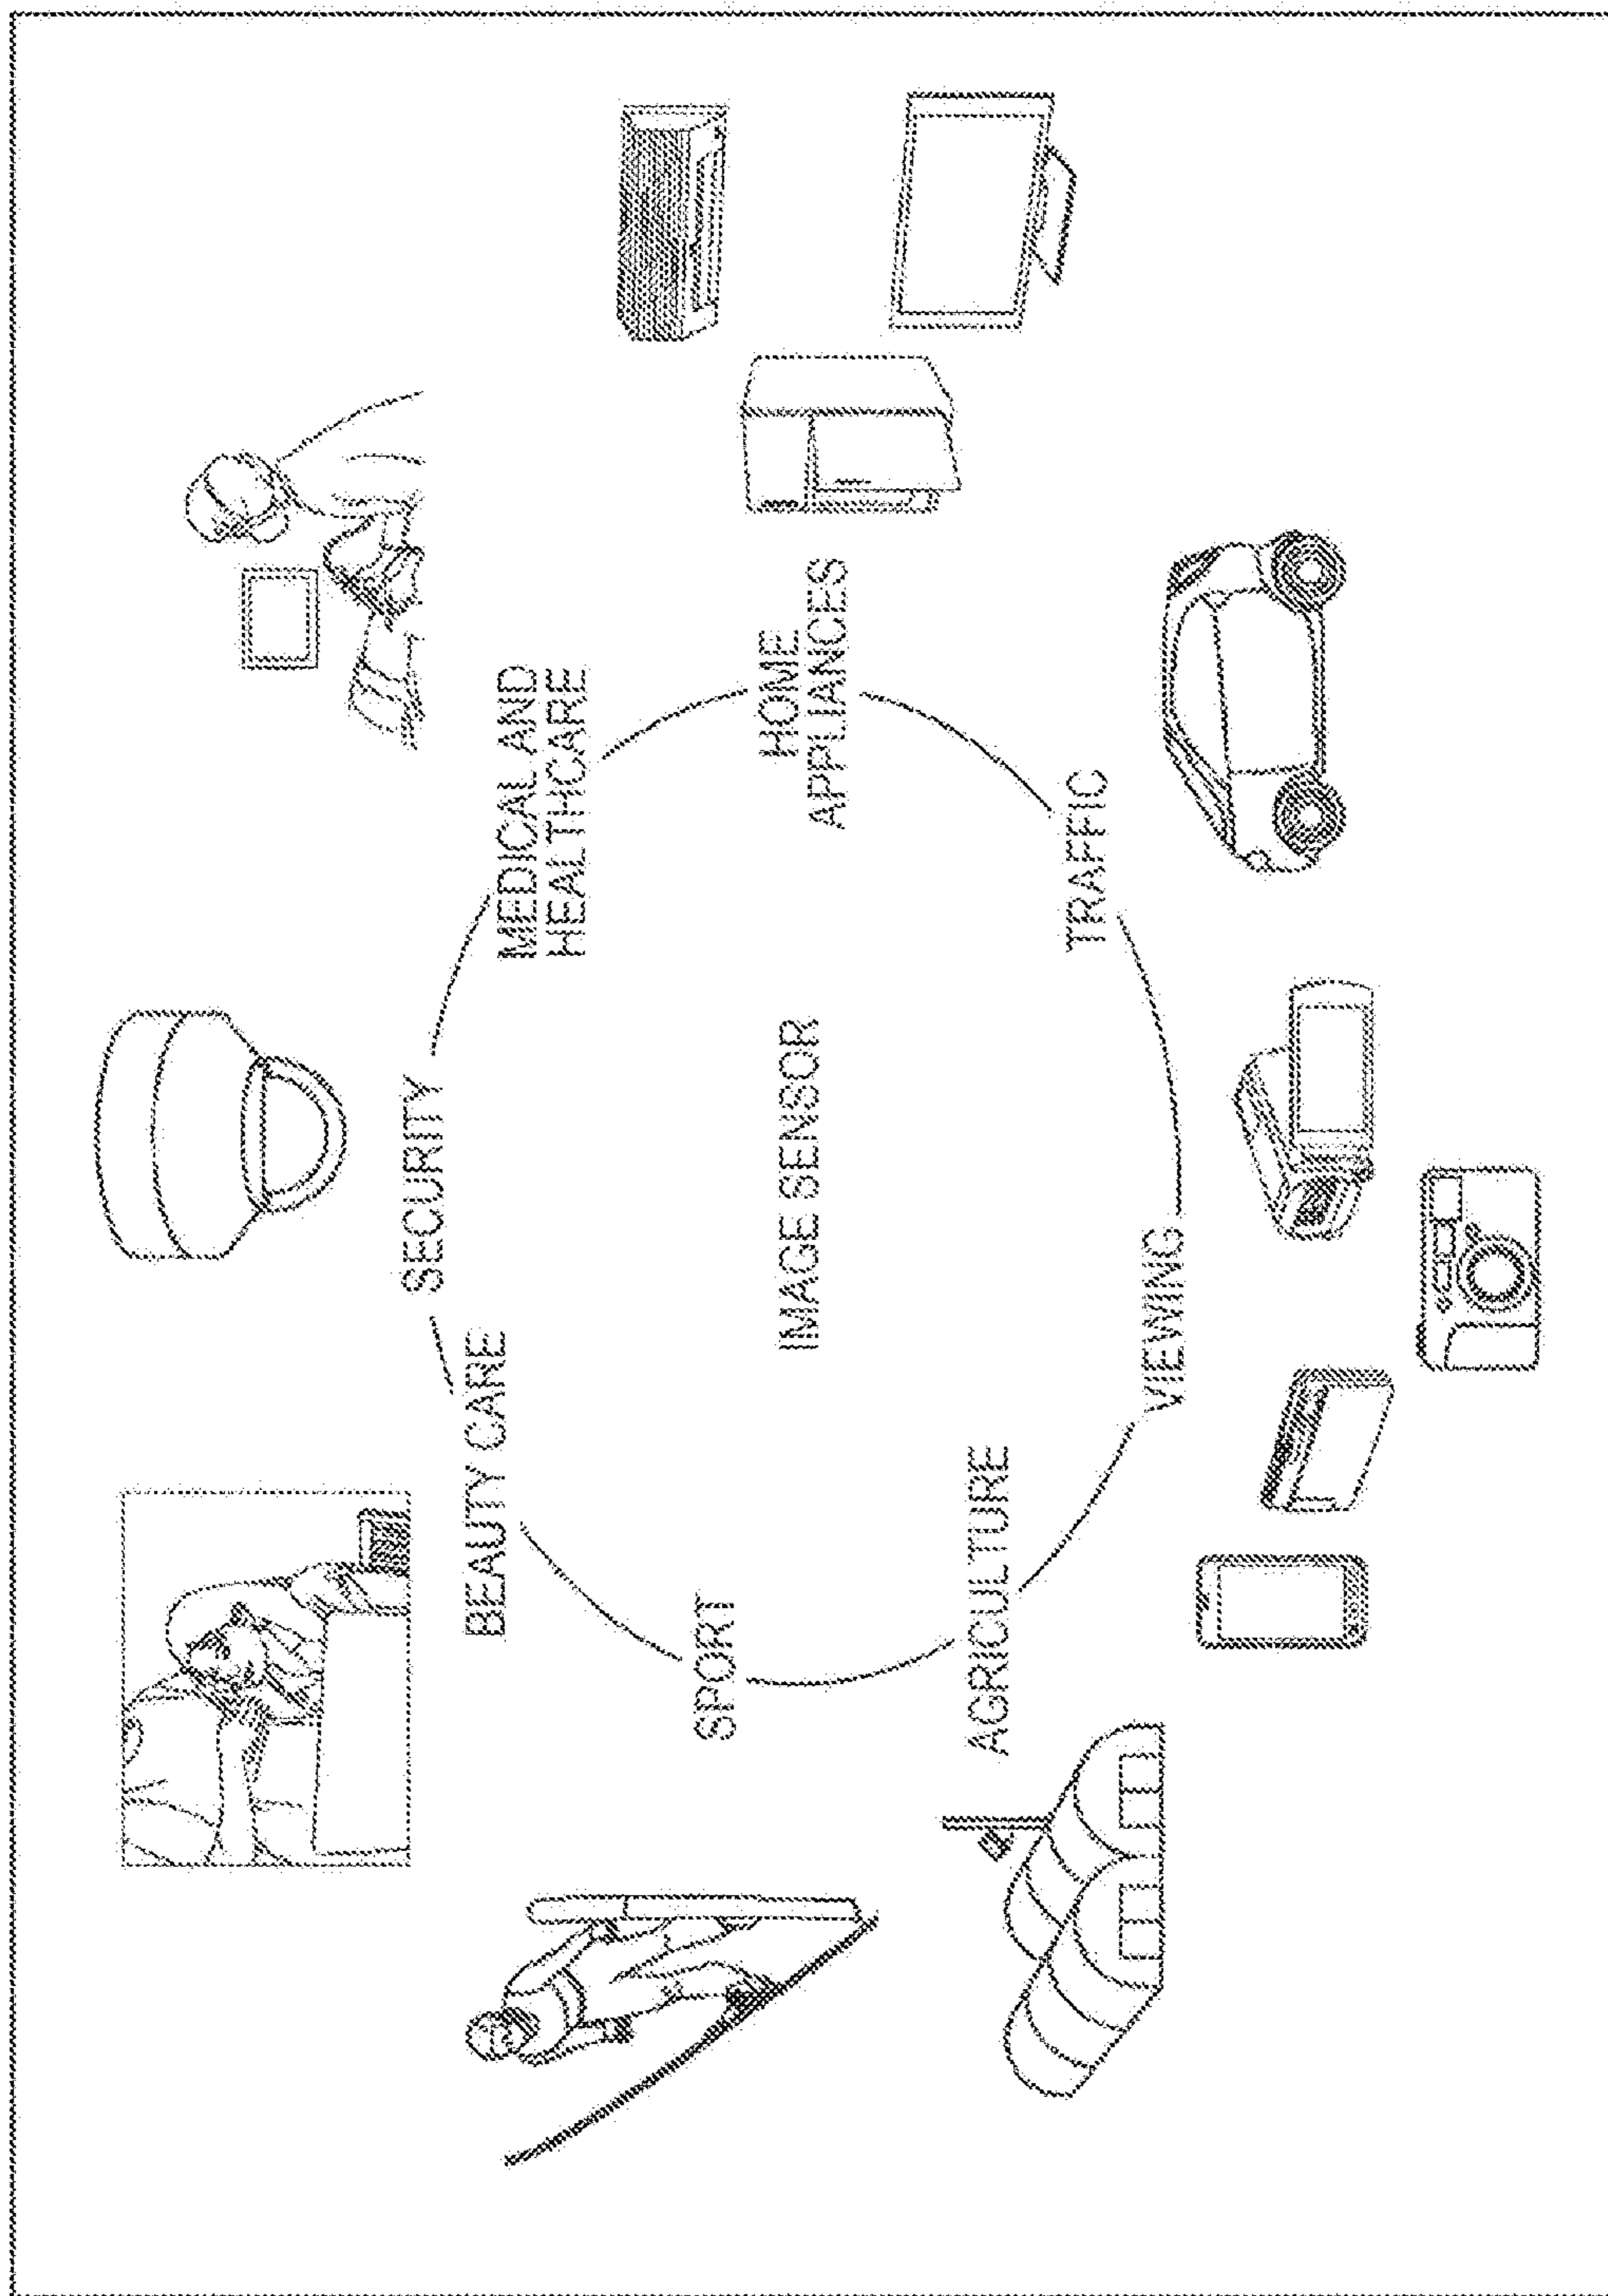 SECURITY
BEAUTY CARE
MEDICAL AND
HEALTHCARE
SPORT
IMAGE SENSOR
HOME
APPLIANCES
AGRICULTURE
TRAFFIC
VIEWING